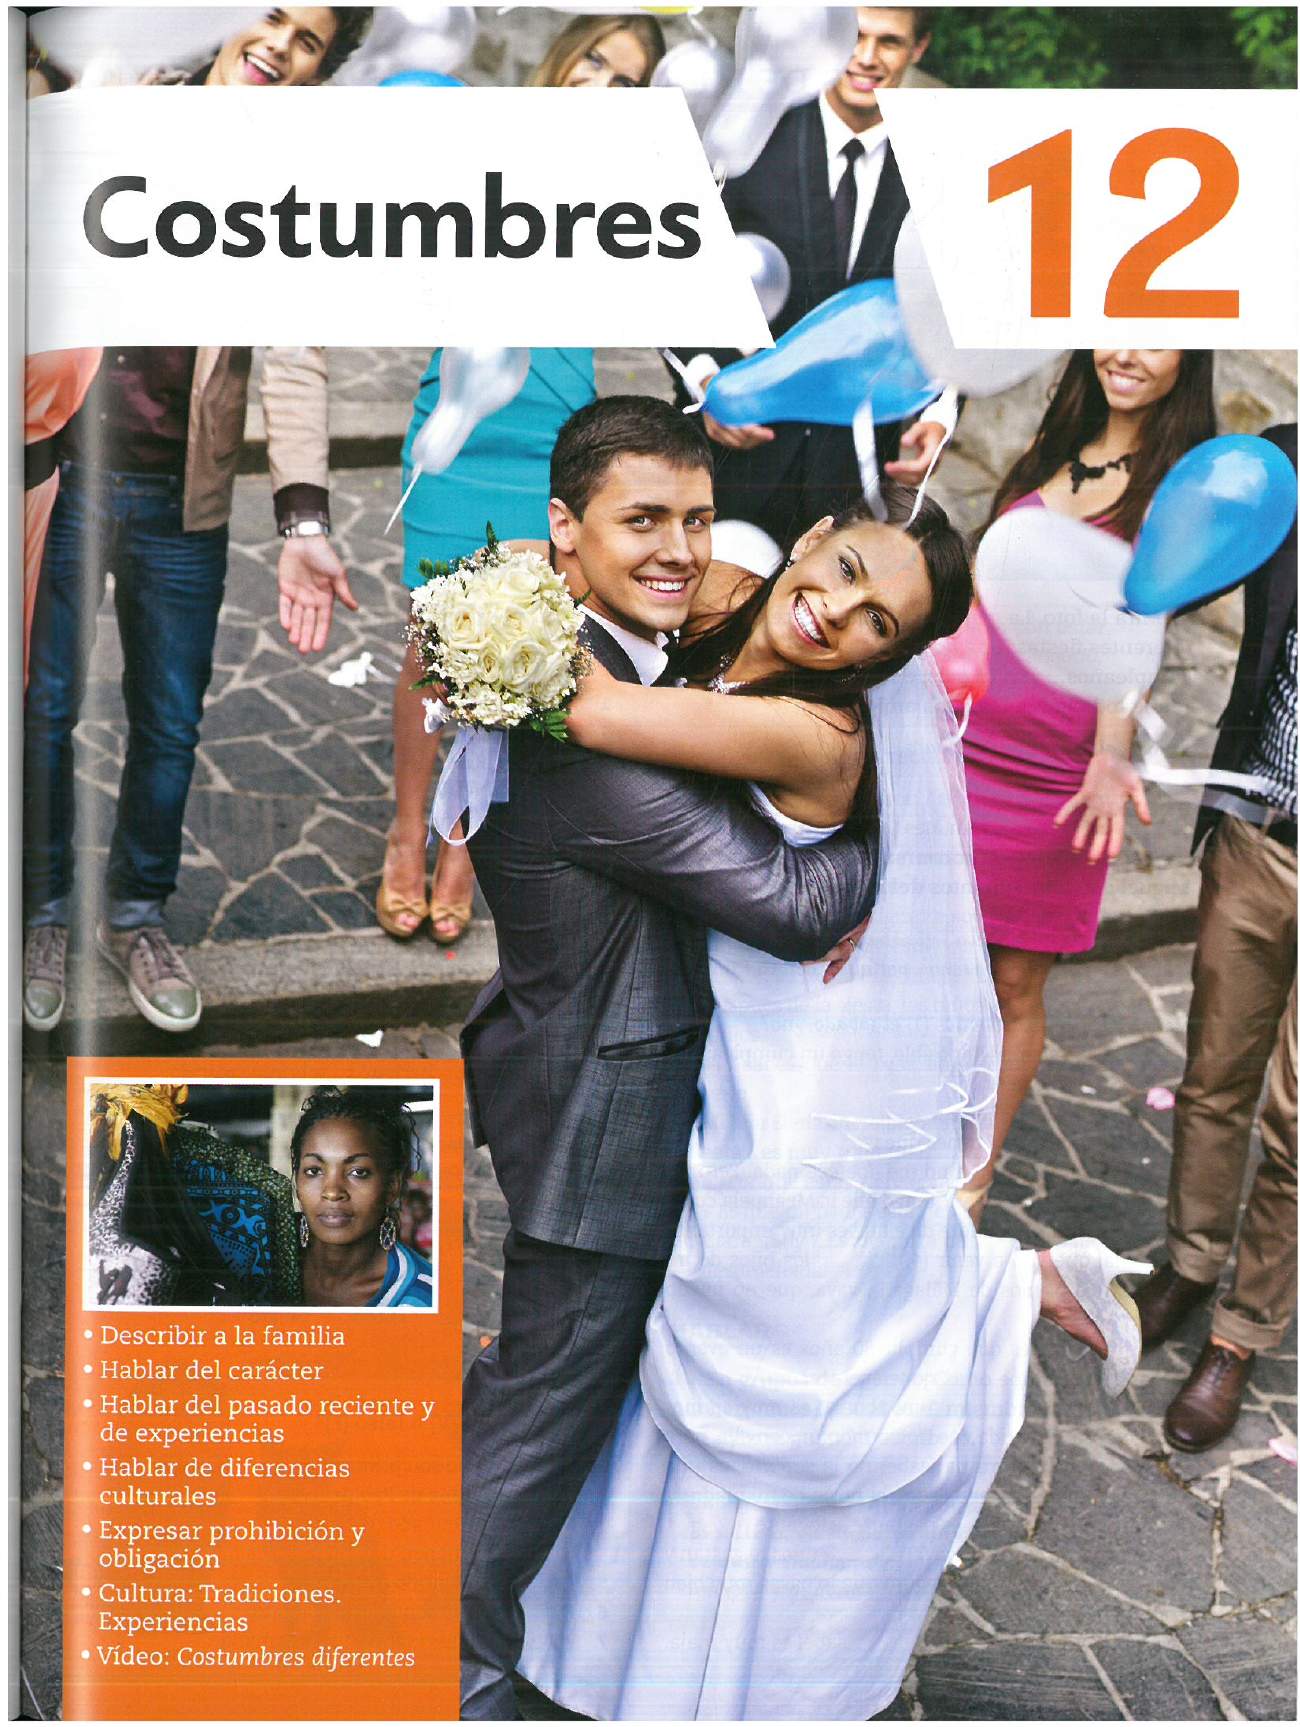 Costumbres
12
• Describir a la familia
• Hablar del carácter
• Hablar del pasado reciente y
de experiencias
• Hablar de diferencias
culturales
• Expresar prohibición y
obligación
• Cultura: Tradiciones.
Experiencias
• Vídeo: Costumbres diferentes